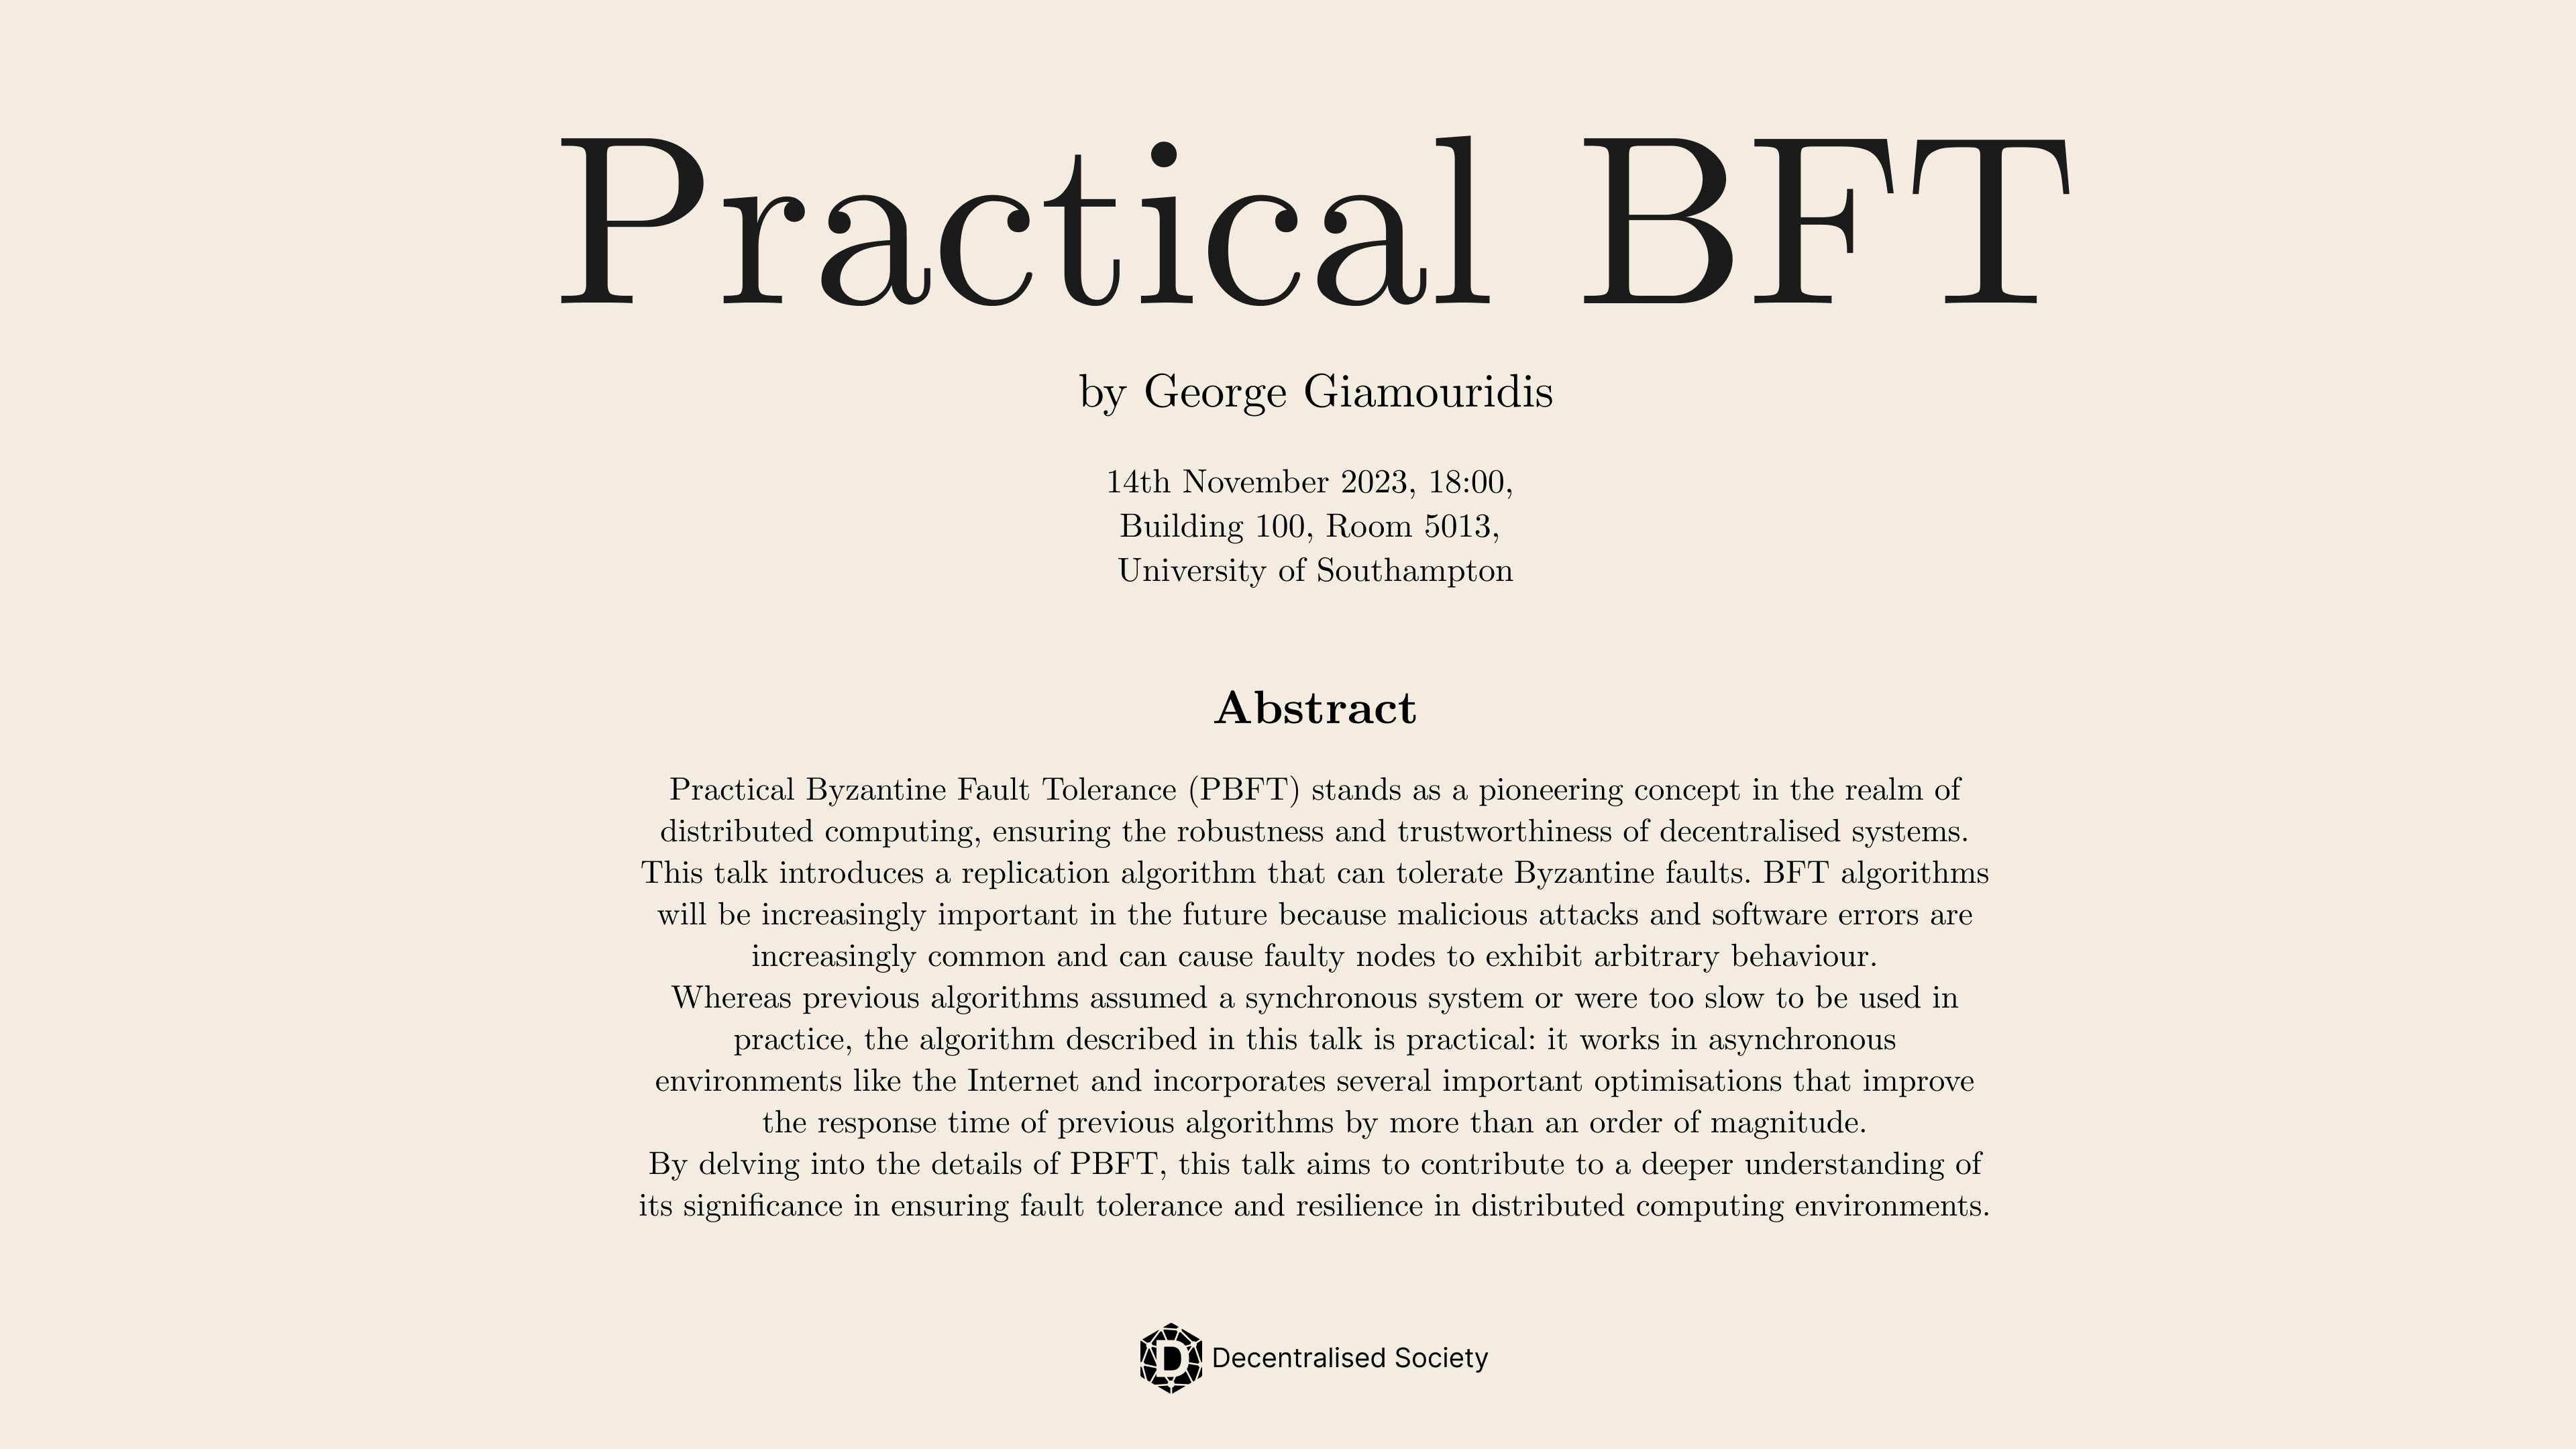 Practical BFT
by George Giamouridis
14th November 2023, 18:00,
Building 100, Room 5013,
University of Southampton
Abstract
Practical Byzantine Fault Tolerance (PBFT) stands as a pioneering concept in the realm of
distributed computing, ensuring the robustness and trustworthiness of decentralised systems.
This talk introduces a replication algorithm that can tolerate Byzantine faults. BFT algorithms
will be increasingly important in the future because malicious attacks and software errors are
increasingly common and can cause faulty nodes to exhibit arbitrary behaviour.
Whereas previous algorithms assumed a synchronous system or were too slow to be used in
practice, the algorithm described in this talk is practical: it works in asynchronous
environments like the Internet and incorporates several important optimisations that improve
the response time of previous algorithms by more than an order of magnitude.
By delving into the details of PBFT, this talk aims to contribute to a deeper understanding of
its significance in ensuring fault tolerance and resilience in distributed computing environments.
D Decentralised Society